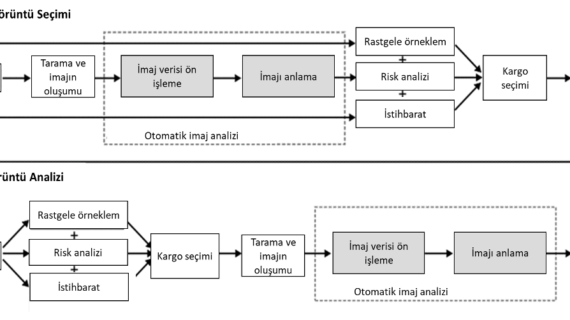 örüntü Seçimi
Rastgele örneklem
+
Risk analizi
+
İstihbarat
Tarama ve
imajın
oluşumu
İmaj verisi ön
işleme
İmajı anlama
Kargo
seçimi
Otomatik imaj analizi
rüntü Analizi
Rastgele örneklem
+
Risk analizi
+
İstihbarat
Kargo seçimi
Tarama ve
imajın
oluşumu
İmaj verisi ön
işleme
İmajı anlama
Otomatik imaj analizi